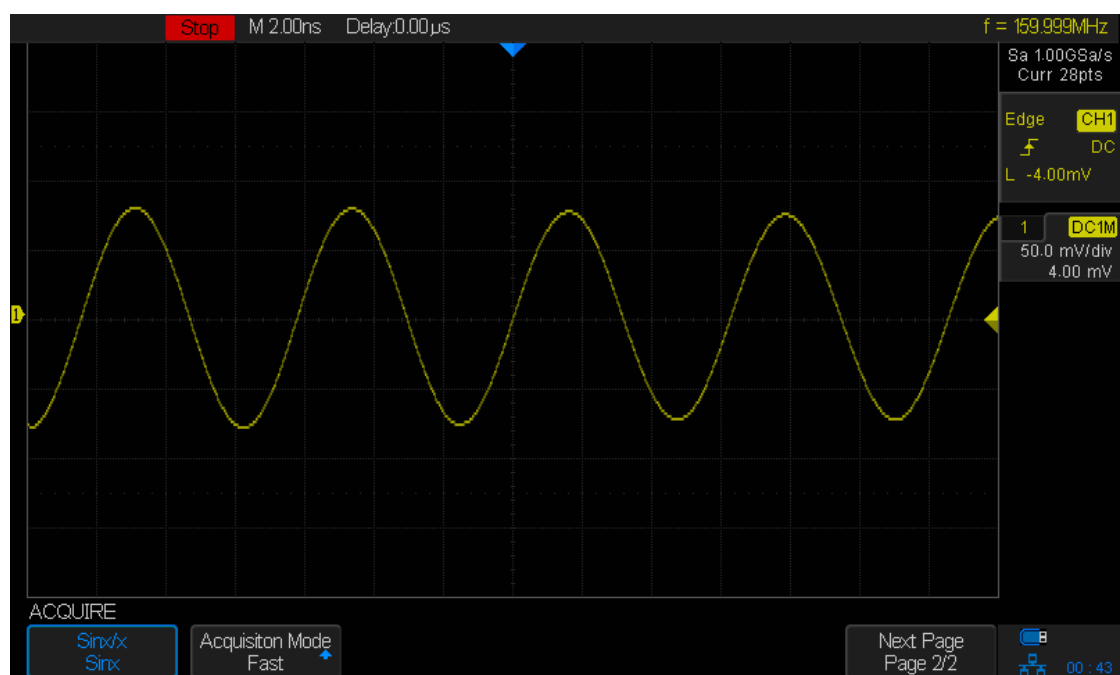 Stop M 2.00ns Delay:0.00µs f = 159.999MHz
Sa 1.00GSa/s
Curr 28pts
Edge CH1
DC
L -4.00mV
1 DC1M
50.0 mV/div
4.00 mV
1
ACQUIRE
Sinx/x
Sinx
Acquisiton Mode
Fast
Next Page
Page 2/2
00 : 43